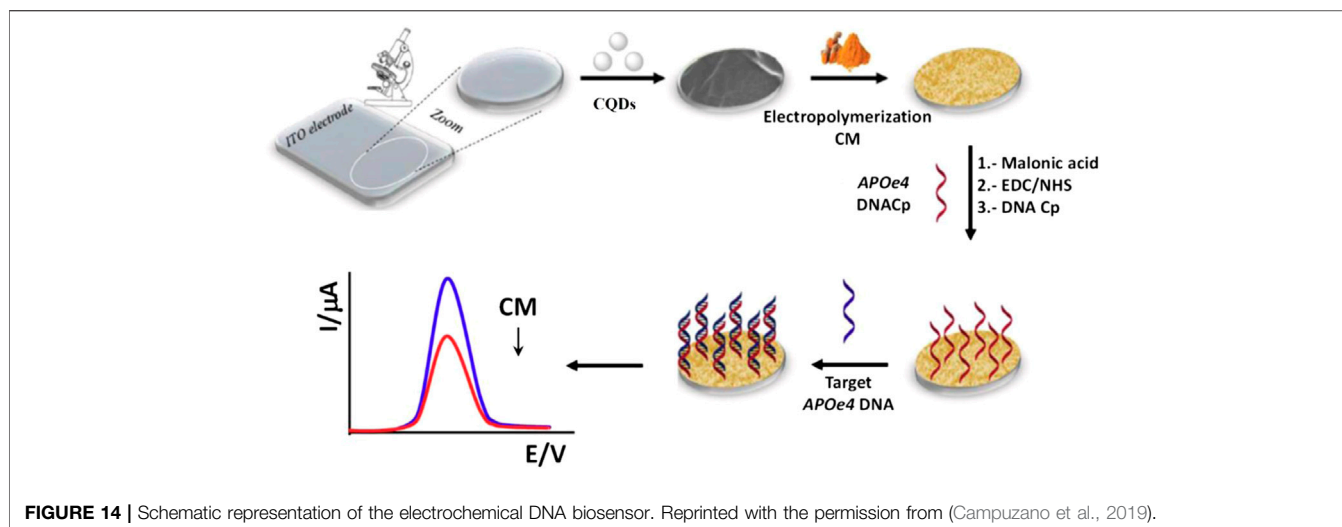 ITO electrode
Zoom
CQDs
Electropolymerization
CM
APOe4
DNACp
1.- Malonic acid
2.- EDC/NHS
3.- DNA Cp
Target
APOe4 DNA
CM
I/µA
E/V
FIGURE 14 | Schematic representation of the electrochemical DNA biosensor. Reprinted with the permission from (Campuzano et al., 2019).